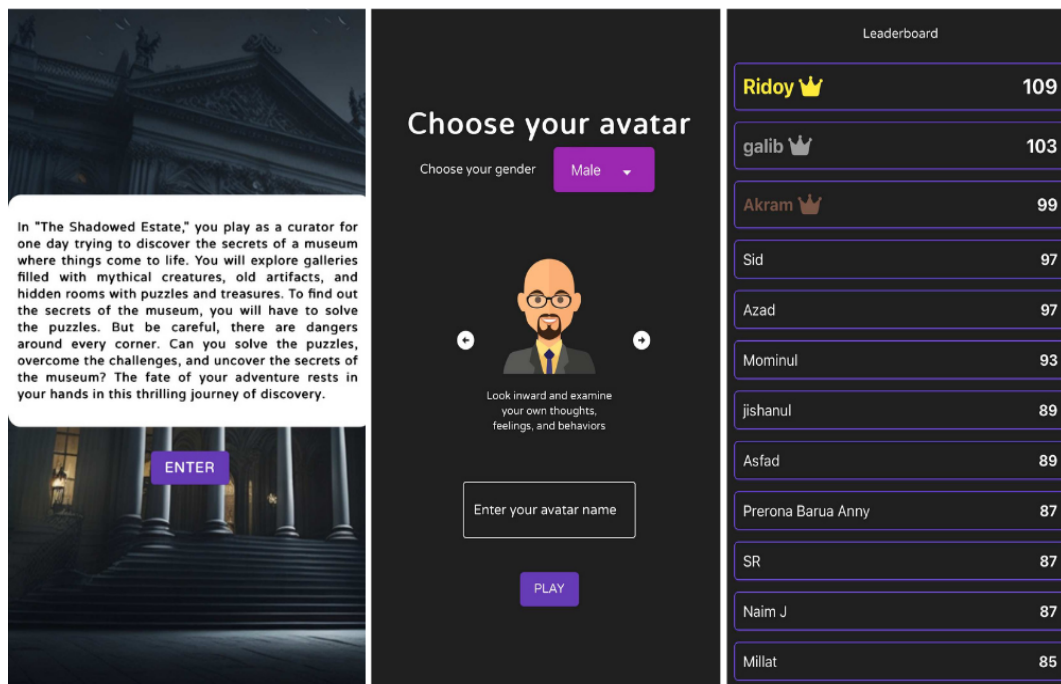 In "The Shadowed Estate," you play as a curator for
one day trying to discover the secrets of a museum
where things come to life. You will explore galleries
filled with mythical creatures, old artifacts, and
hidden rooms with puzzles and treasures. To find out
the secrets of the museum, you will have to solve
the puzzles. But be careful, there are dangers
around every corner. Can you solve the puzzles,
overcome the challenges, and uncover the secrets of
the museum? The fate of your adventure rests in
your hands in this thrilling journey of discovery.
ENTER
Choose your avatar
Choose your gender Male
Look inward and examine
your own thoughts,
feelings, and behaviors
Enter your avatar name
PLAY
Leaderboard
Ridoy 109
galib 103
Akram 99
Sid 97
Azad 97
Mominul 93
jishanul 89
Asfad 89
Prerona Barua Anny 87
SR 87
Naim J 87
Millat 85